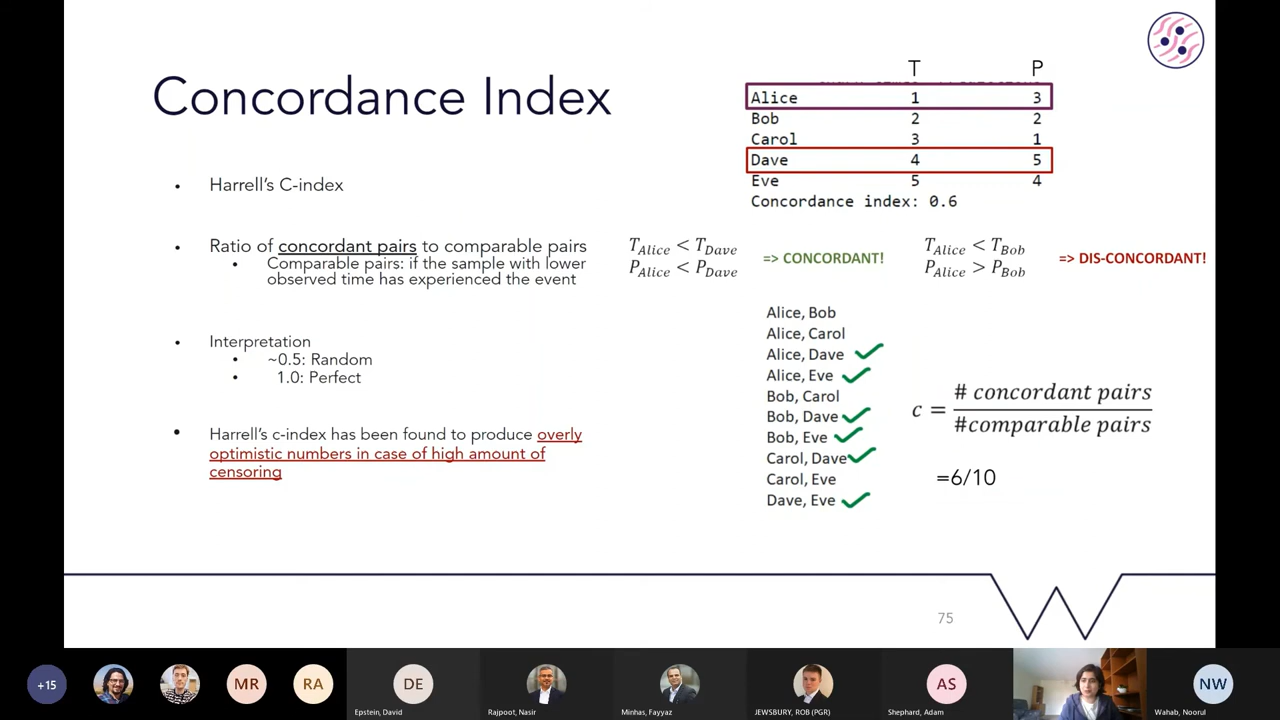 Concordance Index
Harrell's C-index
Ratio of concordant pairs to comparable pairs
Comparable pairs: if the sample with lower
observed time has experienced the event
Interpretation
~0.5: Random
1.0: Perfect
Harrell's c-index has been found to produce overly
optimistic numbers in case of high amount of
censoring
T P
Alice 1 3
Bob 2 2
Carol 3 1
Dave 4 5
Eve 5 4
Concordance index: 0.6
T_Alice < T_Dave
P_Alice < P_Dave
=> CONCORDANT!
T_Alice < T_Bob
P_Alice > P_Bob
=> DIS-CONCORDANT!
Alice, Bob
Alice, Carol
Alice, Dave
Alice, Eve
Bob, Carol
Bob, Dave
Bob, Eve
Carol, Dave
Carol, Eve
Dave, Eve
c = # concordant pairs / #comparable pairs
=6/10
75
+15
MR
RA
DE
Epstein, David
Rajpoot, Nasir
Minhas, Fayyaz
JEWSBURY, ROB (PGR)
AS
Shephard, Adam
NW
Wahab, Noorul